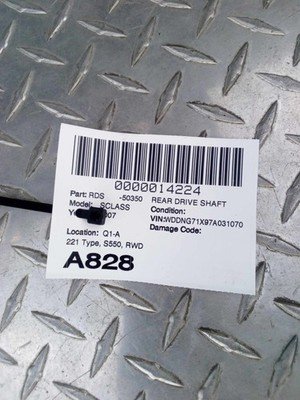 0000014224
Part: RDS -50350 REAR DRIVE SHAFT
Model: SCLASS Condition:
07 VIN:WDDNG71X97A031070
Damage Code:
Location: Q1-A
221 Type, S550, RWD
A828